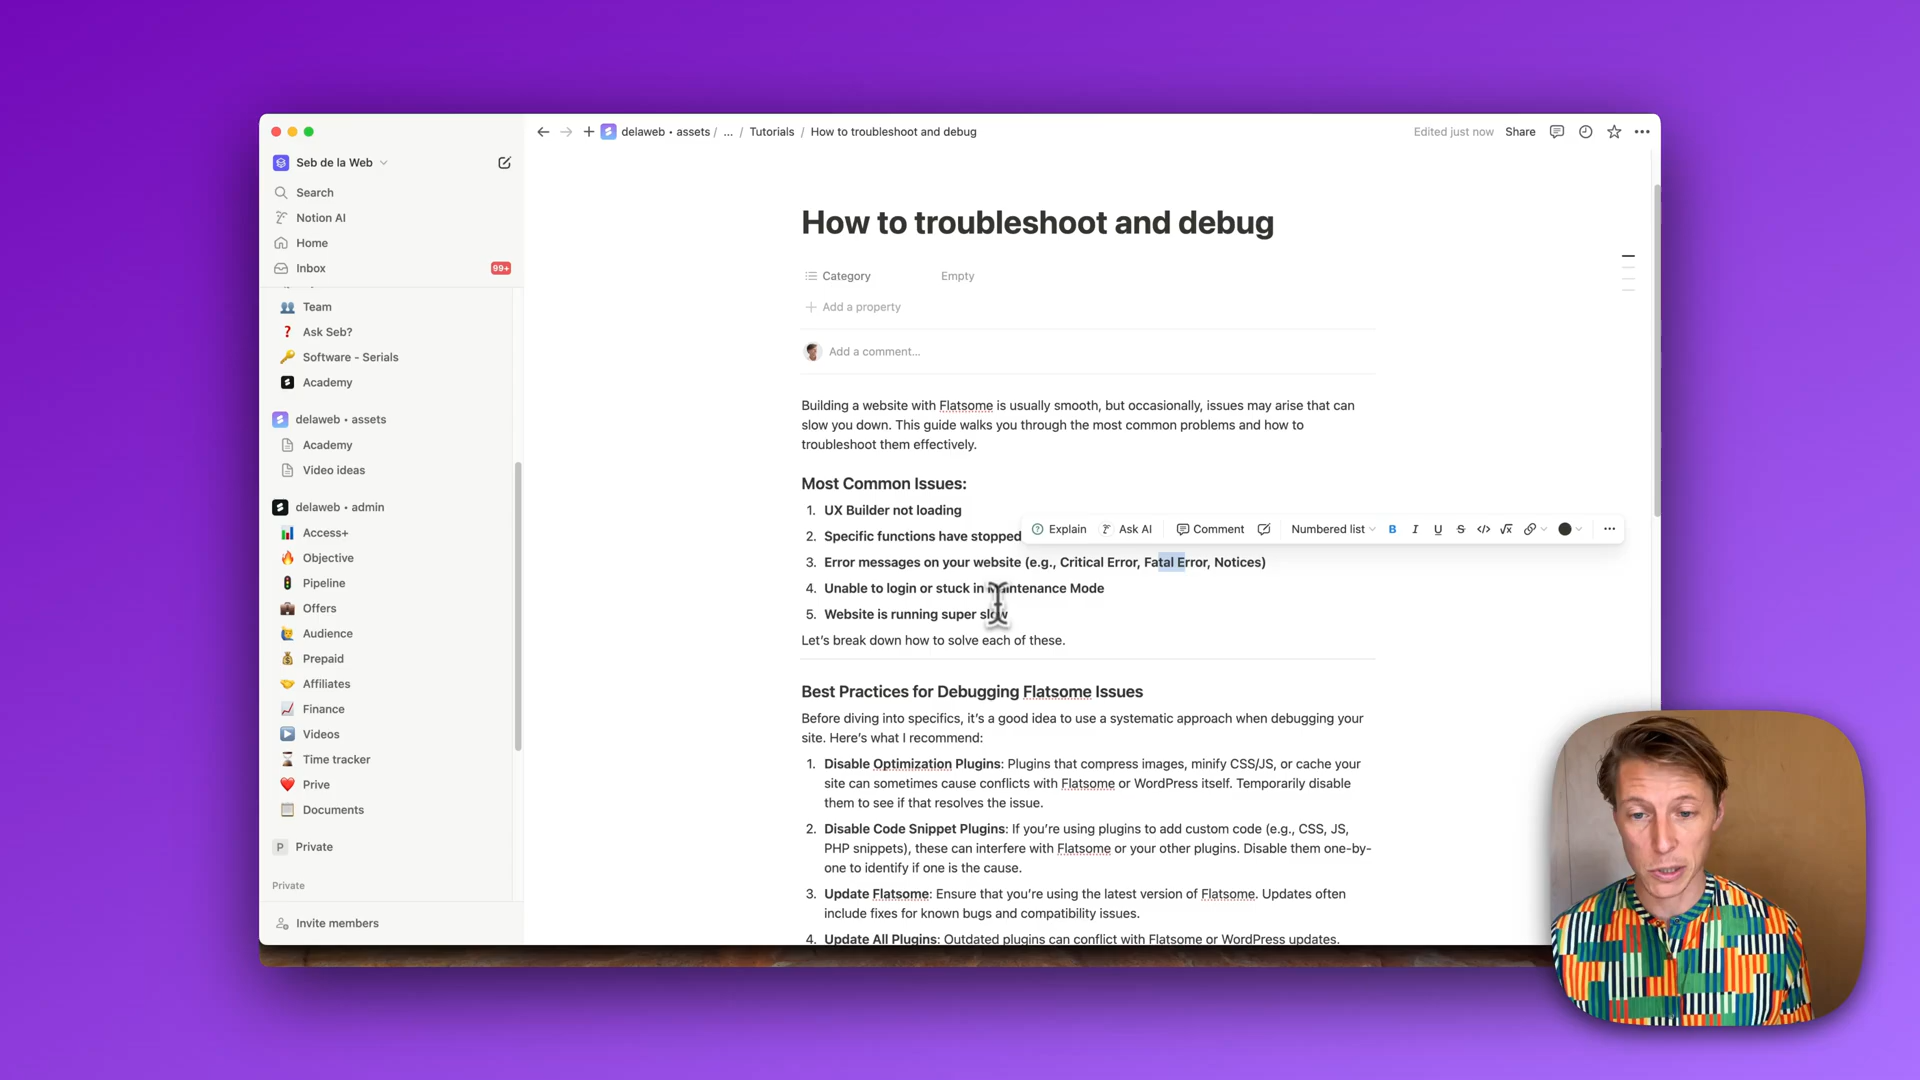 delaweb • assets / ... / Tutorials / How to troubleshoot and debug
Edited just now Share
Seb de la Web
Search
Notion AI
Home
Inbox 99+
Team
Ask Seb?
Software - Serials
Academy
delaweb • assets
Academy
Video ideas
delaweb • admin
Access+
Objective
Pipeline
Offers
Audience
Prepaid
Affiliates
Finance
Videos
Time tracker
Prive
Documents
P Private
Private
Invite members
How to troubleshoot and debug
Category Empty
Add a property
Add a comment...
Building a website with Flatsome is usually smooth, but occasionally, issues may arise that can
slow you down. This guide walks you through the most common problems and how to
troubleshoot them effectively.
Most Common Issues:
1. UX Builder not loading
Explain Ask AI Comment Numbered list B I U S </> √x
2. Specific functions have stopped
3. Error messages on your website (e.g., Critical Error, Fatal Error, Notices)
4. Unable to login or stuck in Maintenance Mode
5. Website is running super slow
Let's break down how to solve each of these.
Best Practices for Debugging Flatsome Issues
Before diving into specifics, it's a good idea to use a systematic approach when debugging your
site. Here's what I recommend:
1. Disable Optimization Plugins: Plugins that compress images, minify CSS/JS, or cache your
site can sometimes cause conflicts with Flatsome or WordPress itself. Temporarily disable
them to see if that resolves the issue.
2. Disable Code Snippet Plugins: If you're using plugins to add custom code (e.g., CSS, JS,
PHP snippets), these can interfere with Flatsome or your other plugins. Disable them one-by-
one to identify if one is the cause.
3. Update Flatsome: Ensure that you're using the latest version of Flatsome. Updates often
include fixes for known bugs and compatibility issues.
4. Update All Plugins: Outdated plugins can conflict with Flatsome or WordPress updates.